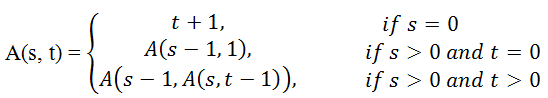 t + 1, if s = 0
A(s, t) = { A(s − 1, 1), if s > 0 and t = 0
A(s − 1, A(s, t − 1)), if s > 0 and t > 0